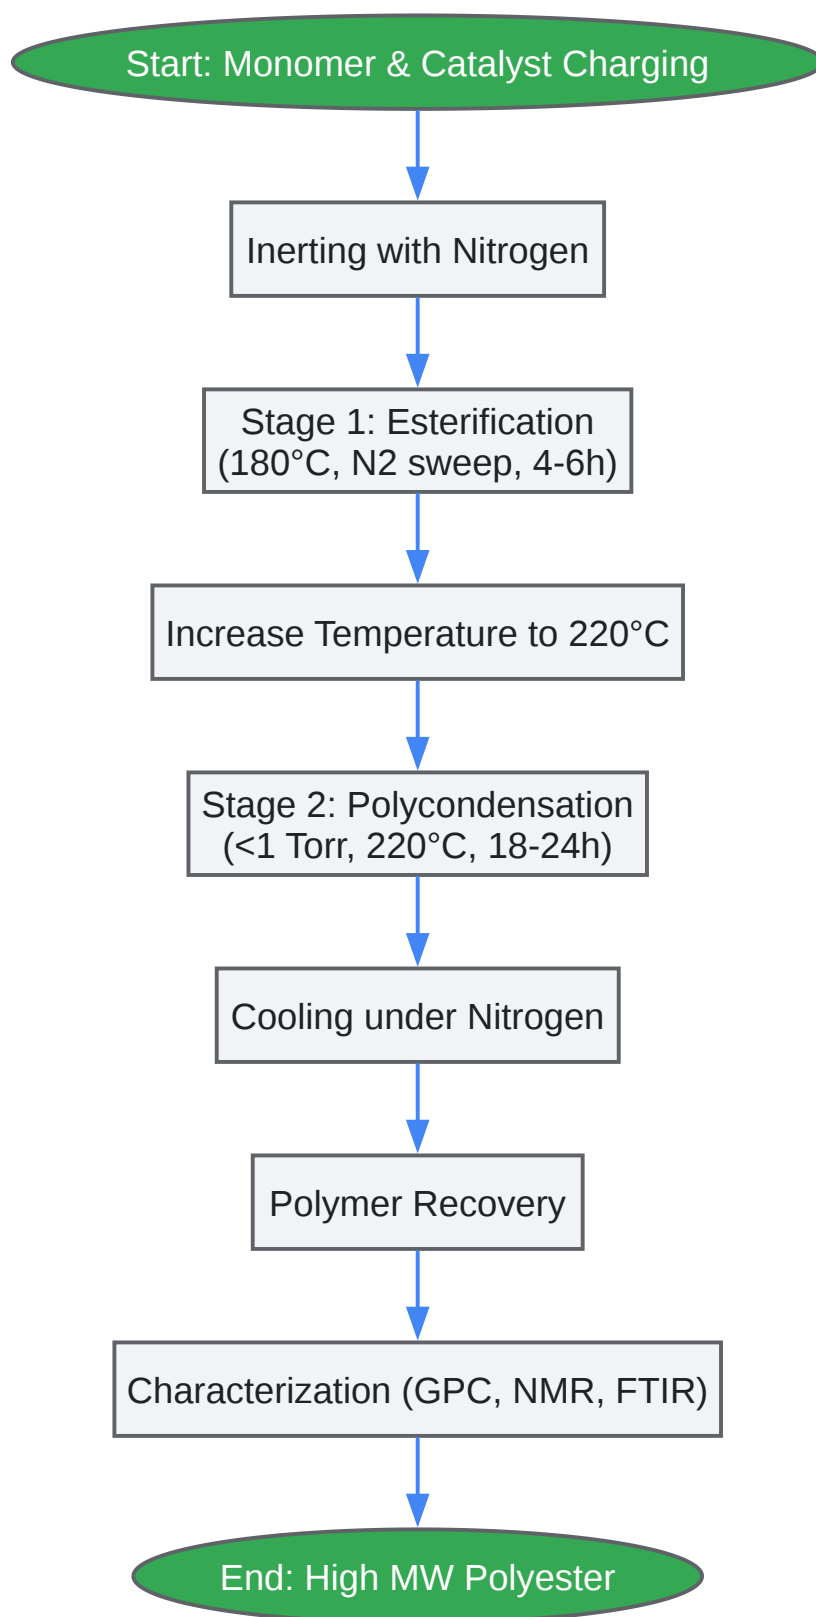 Start: Monomer & Catalyst Charging
Inerting with Nitrogen
Stage 1: Esterification
(180°C, N2 sweep, 4-6h)
Increase Temperature to 220°C
Stage 2: Polycondensation
(<1 Torr, 220°C, 18-24h)
Cooling under Nitrogen
Polymer Recovery
Characterization (GPC, NMR, FTIR)
End: High MW Polyester